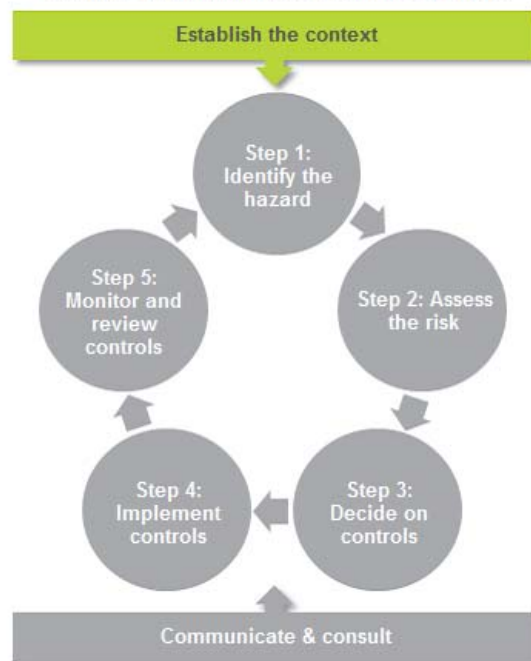 Establish the context
Step 1:
Identify the
hazard
Step 2: Assess
the risk
Step 3:
Decide on
controls
Step 4:
Implement
controls
Step 5:
Monitor and
review
controls
Communicate & consult